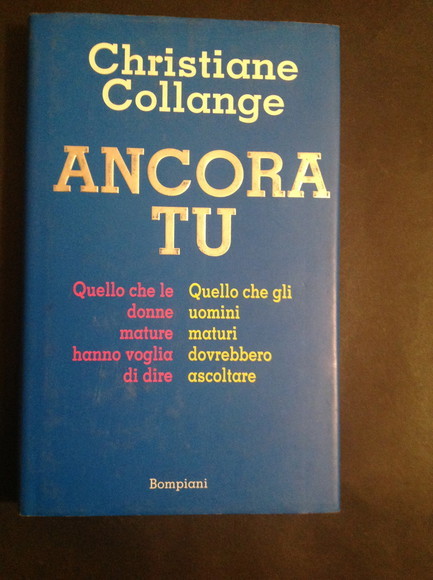 Christiane
Collange
ANCORA
TU
Quello che le
donne
mature
hanno voglia
di dire
Quello che gli
uomini
maturi
dovrebbero
ascoltare
Bompiani